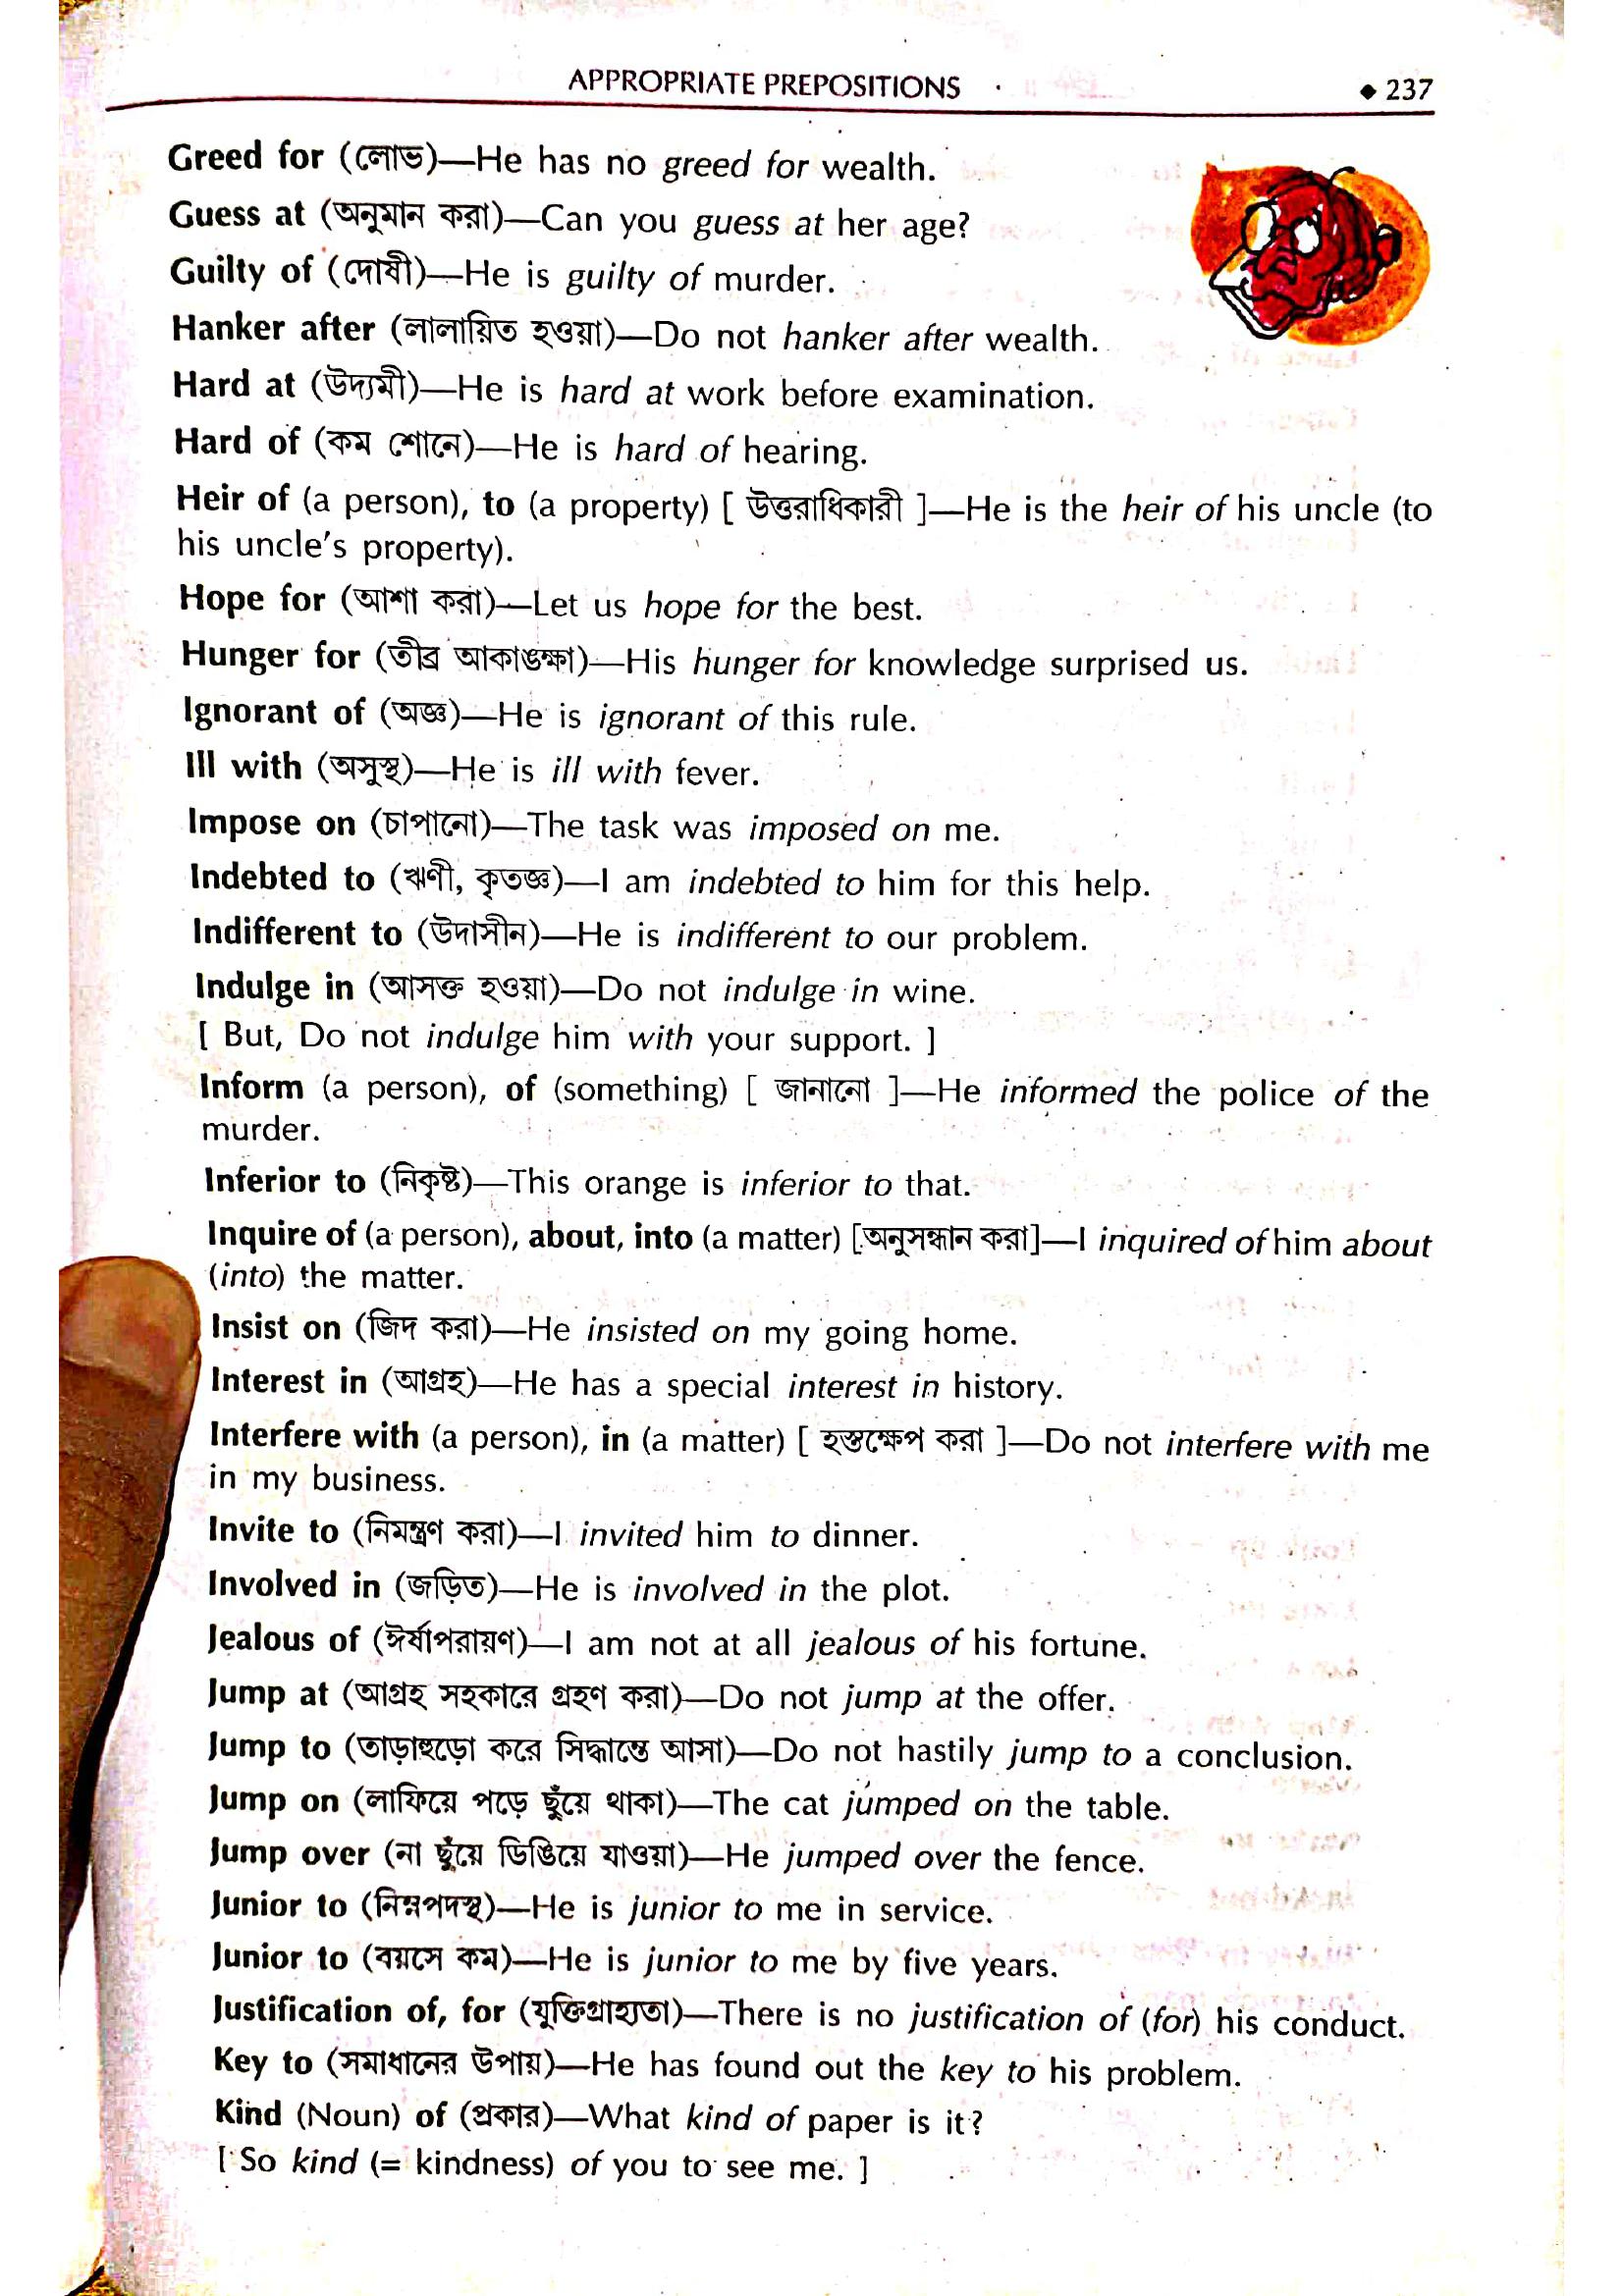 APPROPRIATE PREPOSITIONS ◆ 237
Greed for (লোভ)—He has no greed for wealth.
Guess at (অনুমান করা)—Can you guess at her age?
Guilty of (দোষী)—He is guilty of murder.
Hanker after (লালায়িত হওয়া)—Do not hanker after wealth.
Hard at (উদ্যমী)—He is hard at work before examination.
Hard of (কম শোনে)—He is hard of hearing.
Heir of (a person), to (a property) [ উত্তরাধিকারী ]—He is the heir of his uncle (to
his uncle's property).
Hope for (আশা করা)—Let us hope for the best.
Hunger for (তীব্র আকাঙক্ষা)—His hunger for knowledge surprised us.
Ignorant of (অজ্ঞ)—He is ignorant of this rule.
Ill with (অসুস্থ)—He is ill with fever.
Impose on (চাপানো)—The task was imposed on me.
Indebted to (ঋণী, কৃতজ্ঞ)—I am indebted to him for this help.
Indifferent to (উদাসীন)—He is indifferent to our problem.
Indulge in (আসক্ত হওয়া)—Do not indulge in wine.
[ But, Do not indulge him with your support. ]
Inform (a person), of (something) [ জানানো ]—He informed the police of the
murder.
Inferior to (নিকৃষ্ট)—This orange is inferior to that.
Inquire of (a person), about, into (a matter) [অনুসন্ধান করা]—I inquired of him about
(into) the matter.
Insist on (জিদ করা)—He insisted on my going home.
Interest in (আগ্রহ)—He has a special interest in history.
Interfere with (a person), in (a matter) [ হস্তক্ষেপ করা ]—Do not interfere with me
in my business.
Invite to (নিমন্ত্রণ করা)—I invited him to dinner.
Involved in (জড়িত)—He is involved in the plot.
Jealous of (ঈর্ষাপরায়ণ)—I am not at all jealous of his fortune.
Jump at (আগ্রহ সহকারে গ্রহণ করা)—Do not jump at the offer.
Jump to (তাড়াহুড়ো করে সিদ্ধান্তে আসা)—Do not hastily jump to a conclusion.
Jump on (লাফিয়ে পড়ে ছুঁয়ে থাকা)—The cat jumped on the table.
Jump over (না ছুঁয়ে ডিঙিয়ে যাওয়া)—He jumped over the fence.
Junior to (নিম্নপদস্থ)—He is junior to me in service.
Junior to (বয়সে কম)—He is junior to me by five years.
Justification of, for (যুক্তিগ্রাহ্যতা)—There is no justification of (for) his conduct.
Key to (সমাধানের উপায়)—He has found out the key to his problem.
Kind (Noun) of (প্রকার)—What kind of paper is it?
[ So kind (= kindness) of you to see me. ]